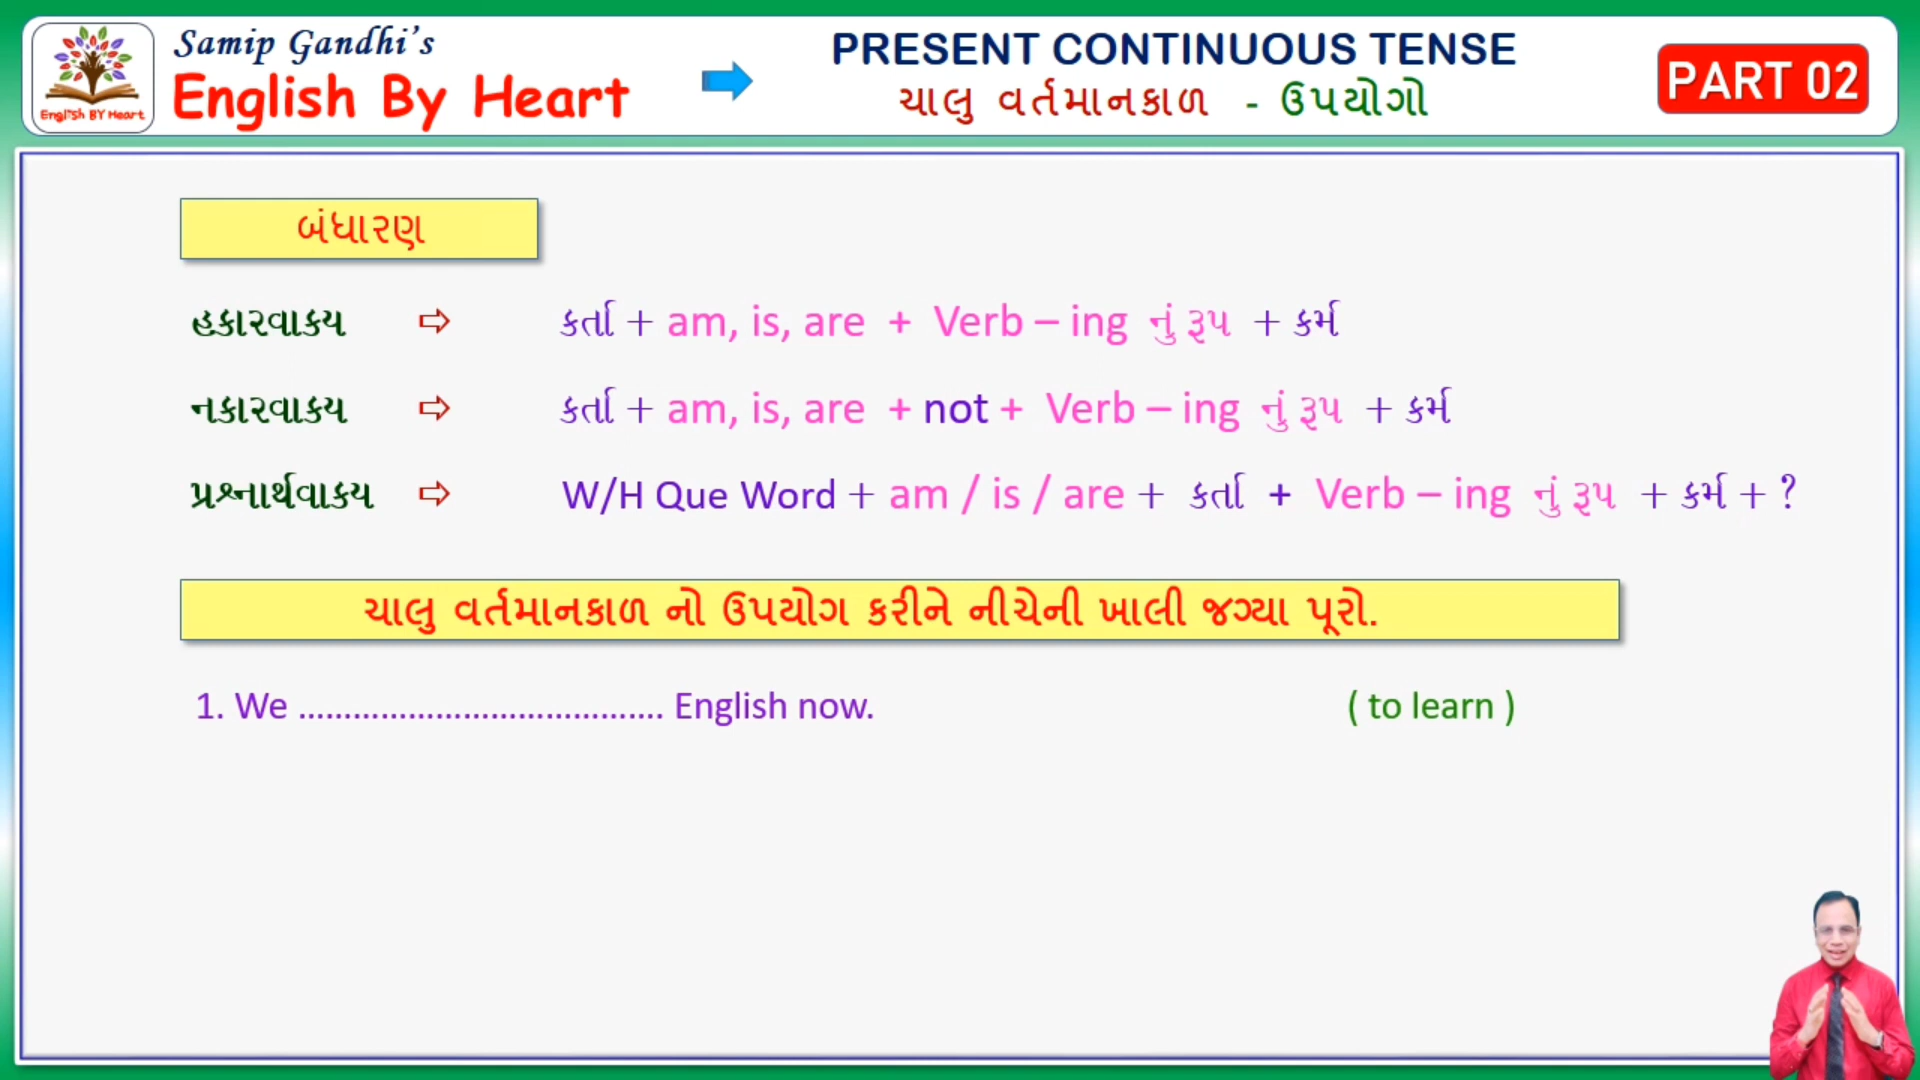 Samip Gandhi's
English By Heart
English BY Heart
PRESENT CONTINUOUS TENSE
ચાલુ વર્તમાનકાળ - ઉપયોગો
PART 02
બંધારણ
હકારવાક્ય ⇨ કર્તા + am, is, are + Verb – ing નું રૂપ + કર્મ
નકારવાક્ય ⇨ કર્તા + am, is, are + not + Verb – ing નું રૂપ + કર્મ
પ્રશ્નાર્થવાક્ય ⇨ W/H Que Word + am / is / are + કર્તા + Verb – ing નું રૂપ + કર્મ + ?
ચાલુ વર્તમાનકાળ નો ઉપયોગ કરીને નીચેની ખાલી જગ્યા પૂરો.
1. We ........................................ English now. ( to learn )